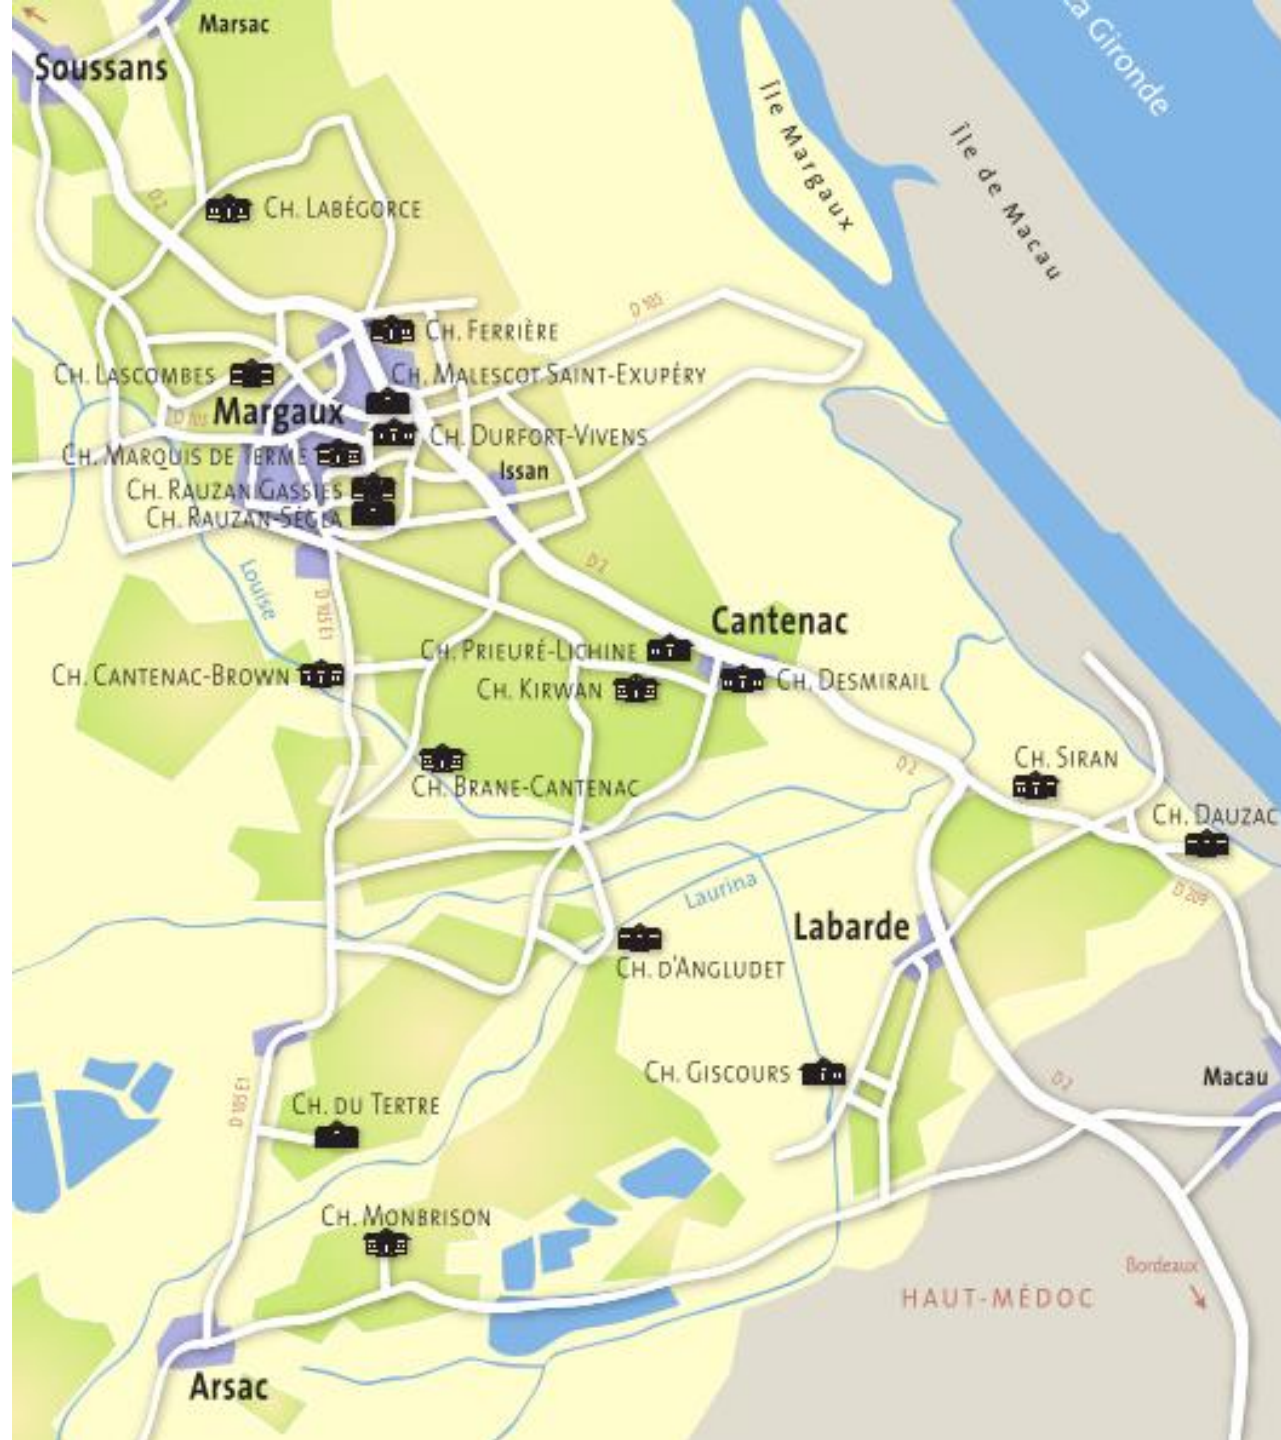 Marsac
Soussans
La Gironde
Île Margaux
Île de Macau
D2
CH. LABÉGORCE
D 105
CH. FERRIÈRE
CH. LASCOMBES
CH. MALESCOT SAINT-EXUPÉRY
D 105
Margaux
CH. DURFORT-VIVENS
CH. MARQUIS DE TERME
Issan
CH. RAUZAN GASSIES
CH. RAUZAN-SÉGLA
Louise
D2
D 105 E1
Cantenac
CH. PRIEURÉ-LICHINE
CH. CANTENAC-BROWN
CH. KIRWAN
CH. DESMIRAIL
D2
CH. SIRAN
CH. BRANE-CANTENAC
CH. DAUZAC
Laurina
D 209
Labarde
CH. D'ANGLUDET
CH. GISCOURS
D2
Macau
D 105 E1
CH. DU TERTRE
CH. MONBRISON
Bordeaux
HAUT-MÉDOC
Arsac